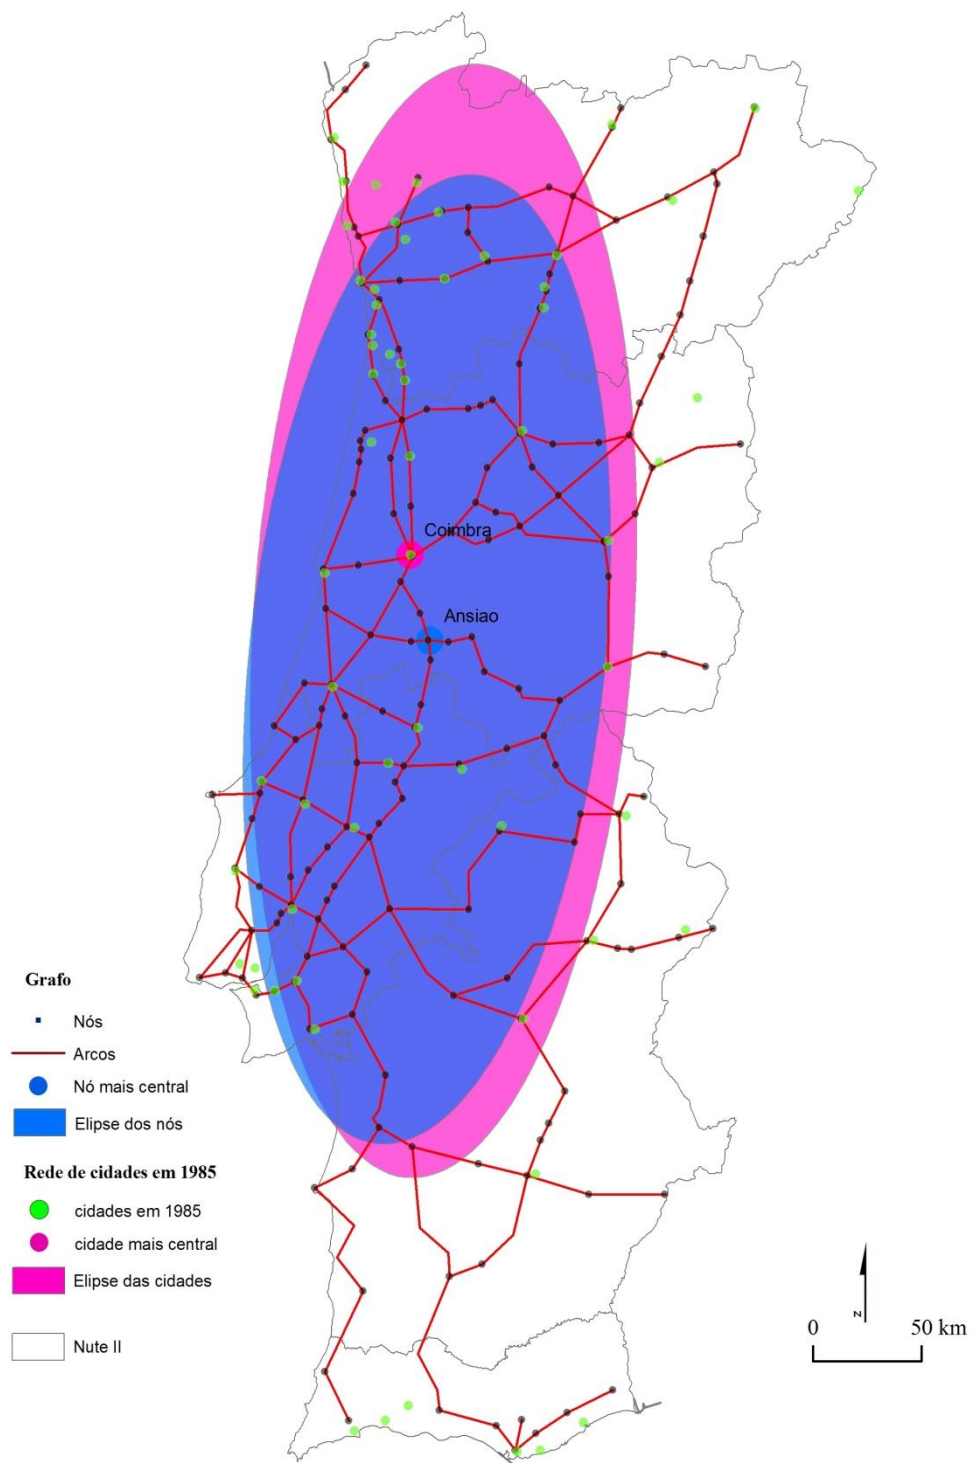 Coimbra
Ansiao
Grafo
Nós
Arcos
Nó mais central
Elipse dos nós
Rede de cidades em 1985
cidades em 1985
cidade mais central
Elipse das cidades
Nute II
N
0 50 km